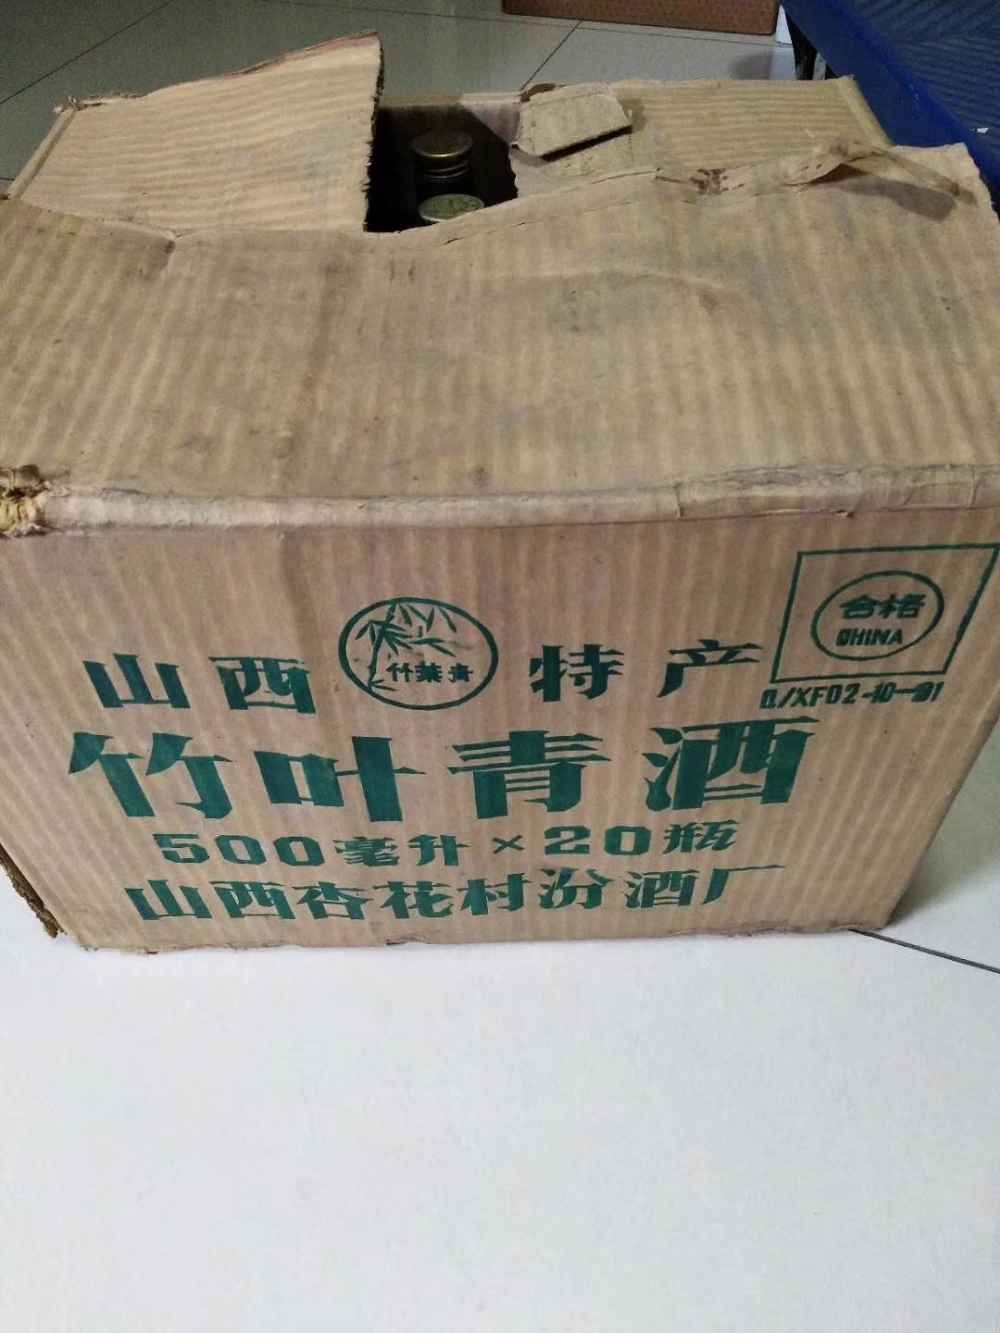 合格
CHINA
Q/XF02-10-91
竹葉青
山西 特产
竹叶青酒
500毫升×20瓶
山西杏花村汾酒厂